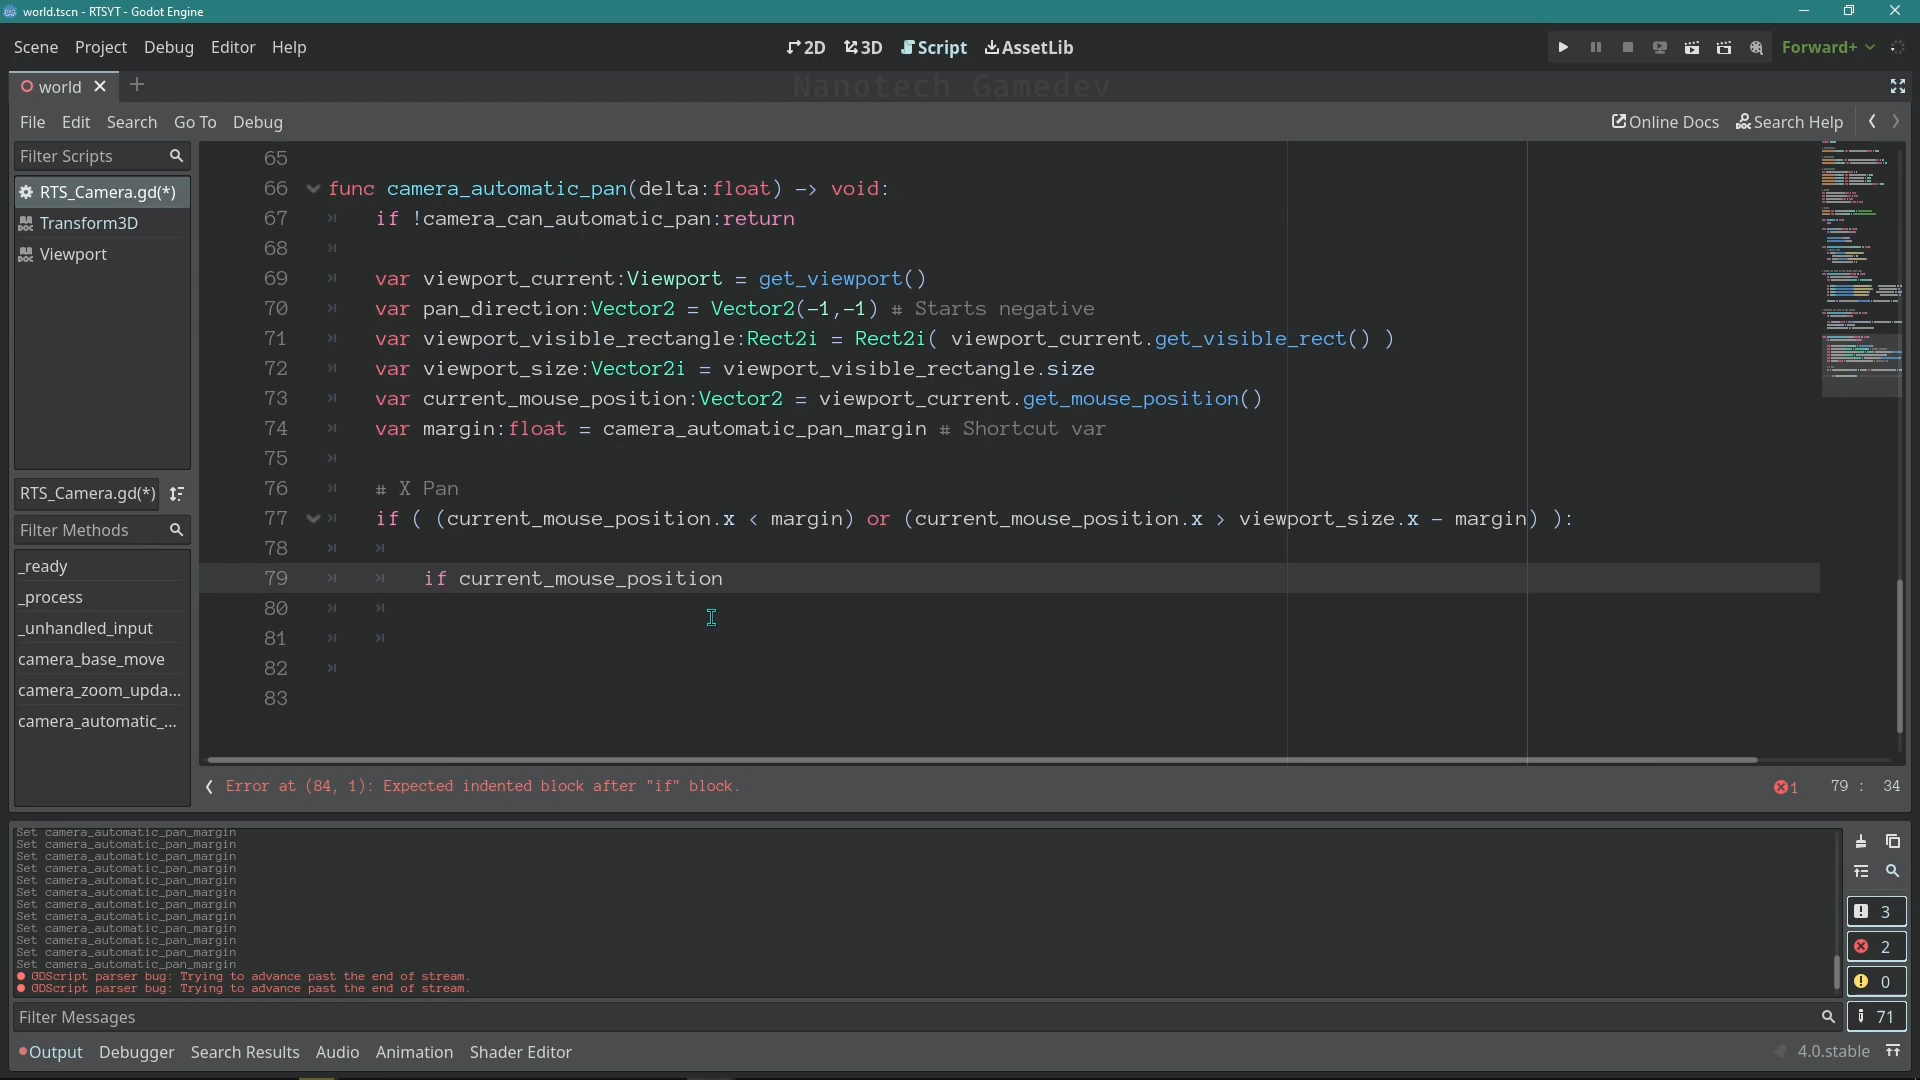 world.tscn - RTSYT - Godot Engine
Scene Project Debug Editor Help
2D 3D Script AssetLib
Forward+
world
Nanotech Gamedev
File Edit Search Go To Debug
Online Docs Search Help
Filter Scripts
RTS_Camera.gd(*)
Transform3D
Viewport
RTS_Camera.gd(*)
Filter Methods
_ready
_process
_unhandled_input
camera_base_move
camera_zoom_upda...
camera_automatic_...
65
66 func camera_automatic_pan(delta:float) -> void:
67 if !camera_can_automatic_pan:return
68
69 var viewport_current:Viewport = get_viewport()
70 var pan_direction:Vector2 = Vector2(-1,-1) # Starts negative
71 var viewport_visible_rectangle:Rect2i = Rect2i( viewport_current.get_visible_rect() )
72 var viewport_size:Vector2i = viewport_visible_rectangle.size
73 var current_mouse_position:Vector2 = viewport_current.get_mouse_position()
74 var margin:float = camera_automatic_pan_margin # Shortcut var
75
76 # X Pan
77 if ( (current_mouse_position.x < margin) or (current_mouse_position.x > viewport_size.x - margin) ):
78
79 if current_mouse_position
80
81
82
83
Error at (84, 1): Expected indented block after "if" block.
1 79 : 34
Set camera_automatic_pan_margin
Set camera_automatic_pan_margin
Set camera_automatic_pan_margin
Set camera_automatic_pan_margin
Set camera_automatic_pan_margin
Set camera_automatic_pan_margin
Set camera_automatic_pan_margin
Set camera_automatic_pan_margin
Set camera_automatic_pan_margin
Set camera_automatic_pan_margin
Set camera_automatic_pan_margin
Set camera_automatic_pan_margin
GDScript parser bug: Trying to advance past the end of stream.
GDScript parser bug: Trying to advance past the end of stream.
3
2
0
71
Filter Messages
Output Debugger Search Results Audio Animation Shader Editor
4.0.stable